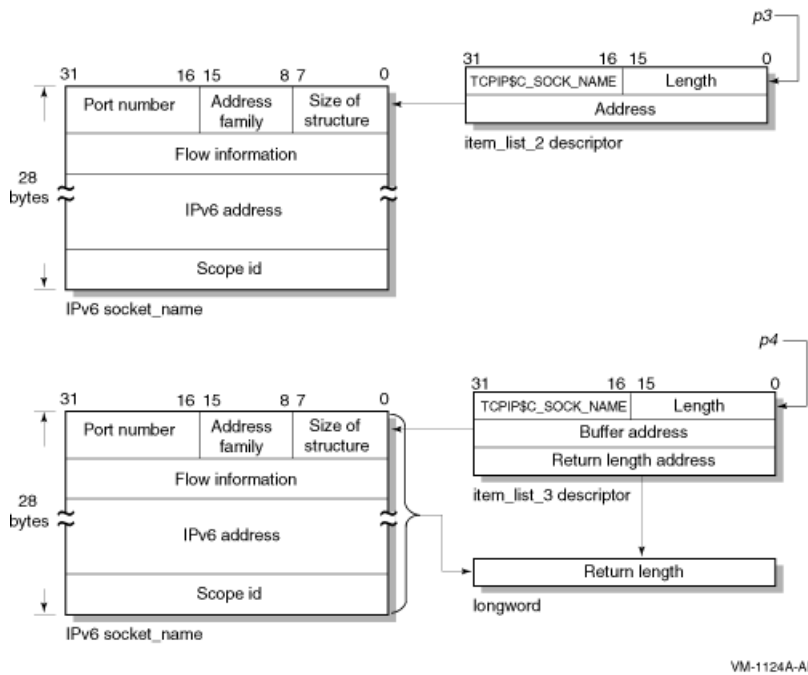 p3
31 16 15 8 7 0
Port number Address family Size of structure
Flow information
28 bytes
IPv6 address
Scope id
IPv6 socket_name
31 16 15 0
TCPIP$C_SOCK_NAME Length
Address
item_list_2 descriptor
p4
31 16 15 8 7 0
Port number Address family Size of structure
Flow information
28 bytes
IPv6 address
Scope id
IPv6 socket_name
31 16 15 0
TCPIP$C_SOCK_NAME Length
Buffer address
Return length address
item_list_3 descriptor
Return length
longword